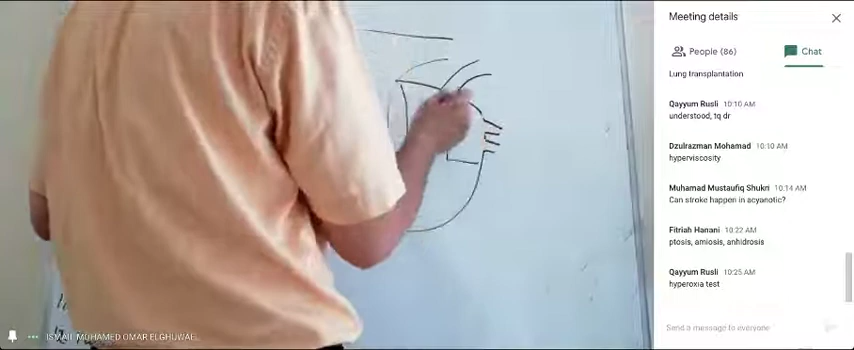 Meeting details
People (86)
Chat
Lung transplantation
Qayyum Rusli 10:10 AM
understood, tq dr
Dzulrazman Mohamad 10:10 AM
hyperviscosity
Muhamad Mustaufiq Shukri 10:14 AM
Can stroke happen in acyanotic?
Fitriah Hanani 10:22 AM
ptosis, amiosis, anhidrosis
Qayyum Rusli 10:25 AM
hyperoxia test
Send a message to everyone
ISMAIL MOHAMED OMAR ELGHUWAE...